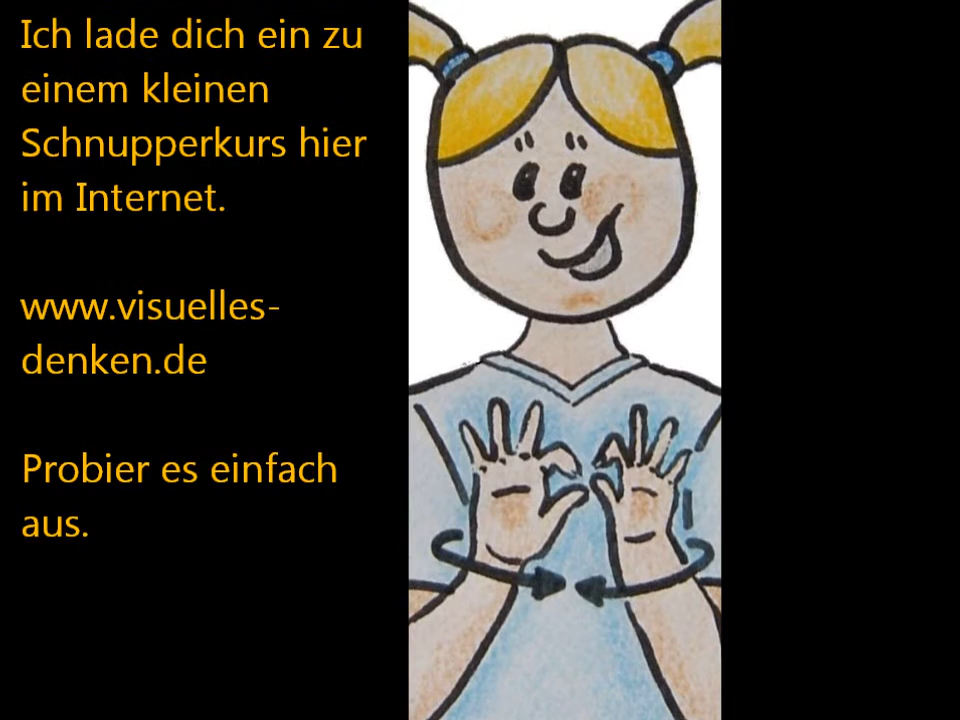 Ich lade dich ein zu
einem kleinen
Schnupperkurs hier
im Internet.
www.visuelles-
denken.de
Probier es einfach
aus.